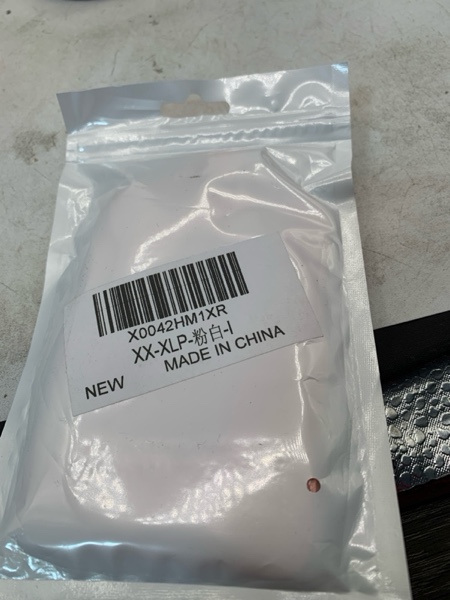 X0042HM1XR
XX-XLP-粉白-I
MADE IN CHINA
NEW